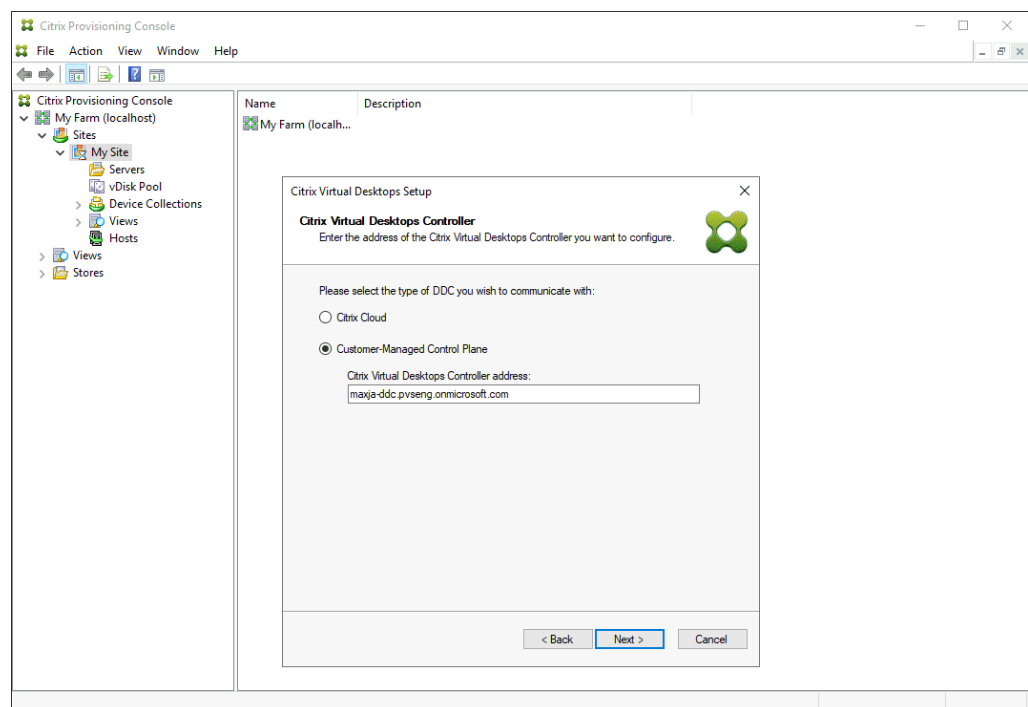 Citrix Provisioning Console
File Action View Window Help
Citrix Provisioning Console
My Farm (localhost)
Sites
My Site
Servers
vDisk Pool
Device Collections
Views
Hosts
Views
Stores
Name Description
My Farm (localh...
Citrix Virtual Desktops Setup
Citrix Virtual Desktops Controller
Enter the address of the Citrix Virtual Desktops Controller you want to configure.
Please select the type of DDC you wish to communicate with:
Citrix Cloud
Customer-Managed Control Plane
Citrix Virtual Desktops Controller address:
maxja-ddc.pvseng.onmicrosoft.com
< Back Next > Cancel